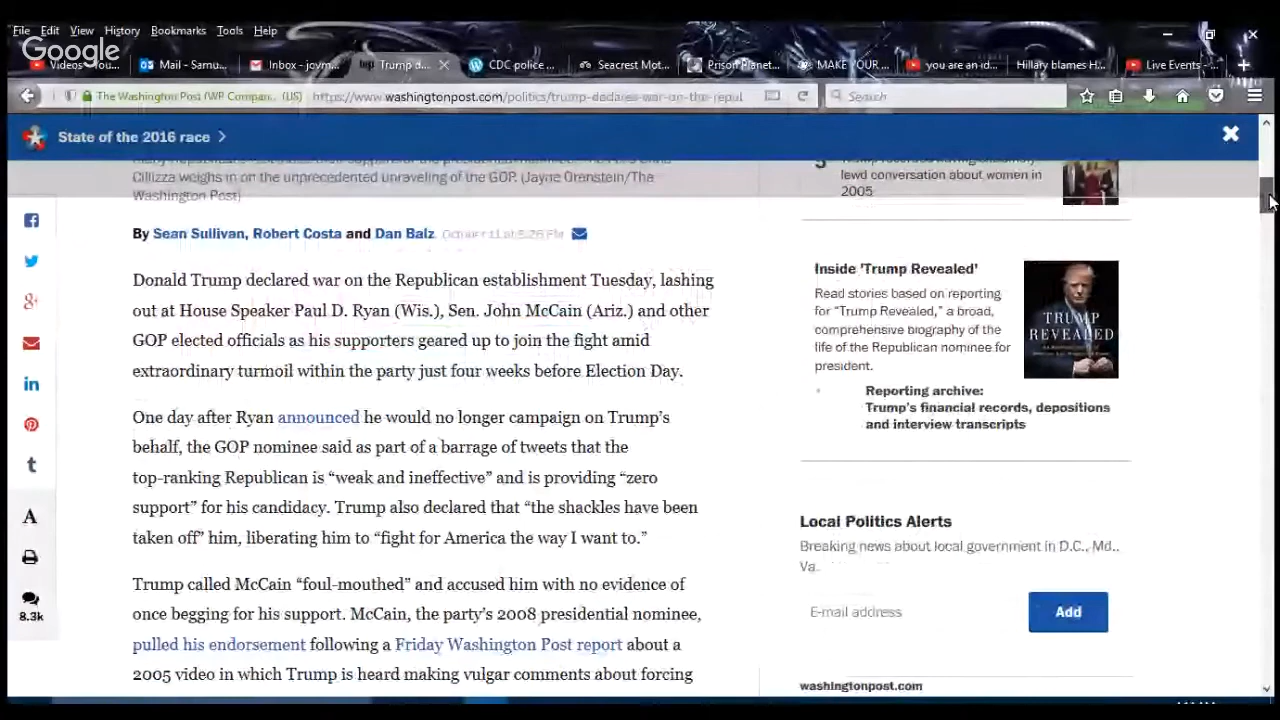 File Edit View History Bookmarks Tools Help
Google
Videos - You...
Mail - Samu...
Inbox - joym...
Trump d...
CDC police ...
Seacrest Mot...
Prison Planet...
MAKE YOUR ...
you are an id...
Hillary blames H...
Live Events - ...
The Washington Post (WP Compan... (US)
https://www.washingtonpost.com/politics/trump-declares-war-on-the-republ
Search
State of the 2016 race
Cillizza weighs in on the unprecedented unraveling of the GOP. (Jayne Orenstein/The
Washington Post)
By Sean Sullivan, Robert Costa and Dan Balz October 11 at 5:26 PM
Donald Trump declared war on the Republican establishment Tuesday, lashing
out at House Speaker Paul D. Ryan (Wis.), Sen. John McCain (Ariz.) and other
GOP elected officials as his supporters geared up to join the fight amid
extraordinary turmoil within the party just four weeks before Election Day.
One day after Ryan announced he would no longer campaign on Trump's
behalf, the GOP nominee said as part of a barrage of tweets that the
top-ranking Republican is “weak and ineffective” and is providing “zero
support” for his candidacy. Trump also declared that “the shackles have been
taken off” him, liberating him to “fight for America the way I want to.”
Trump called McCain “foul-mouthed” and accused him with no evidence of
once begging for his support. McCain, the party's 2008 presidential nominee,
pulled his endorsement following a Friday Washington Post report about a
2005 video in which Trump is heard making vulgar comments about forcing
8.3k
5
lewd conversation about women in
2005
Inside 'Trump Revealed'
Read stories based on reporting
for “Trump Revealed,” a broad,
comprehensive biography of the
life of the Republican nominee for
president.
Reporting archive:
Trump's financial records, depositions
and interview transcripts
TRUMP
REVEALED
Local Politics Alerts
Breaking news about local government in D.C., Md.,
Va.
E-mail address
Add
washingtonpost.com